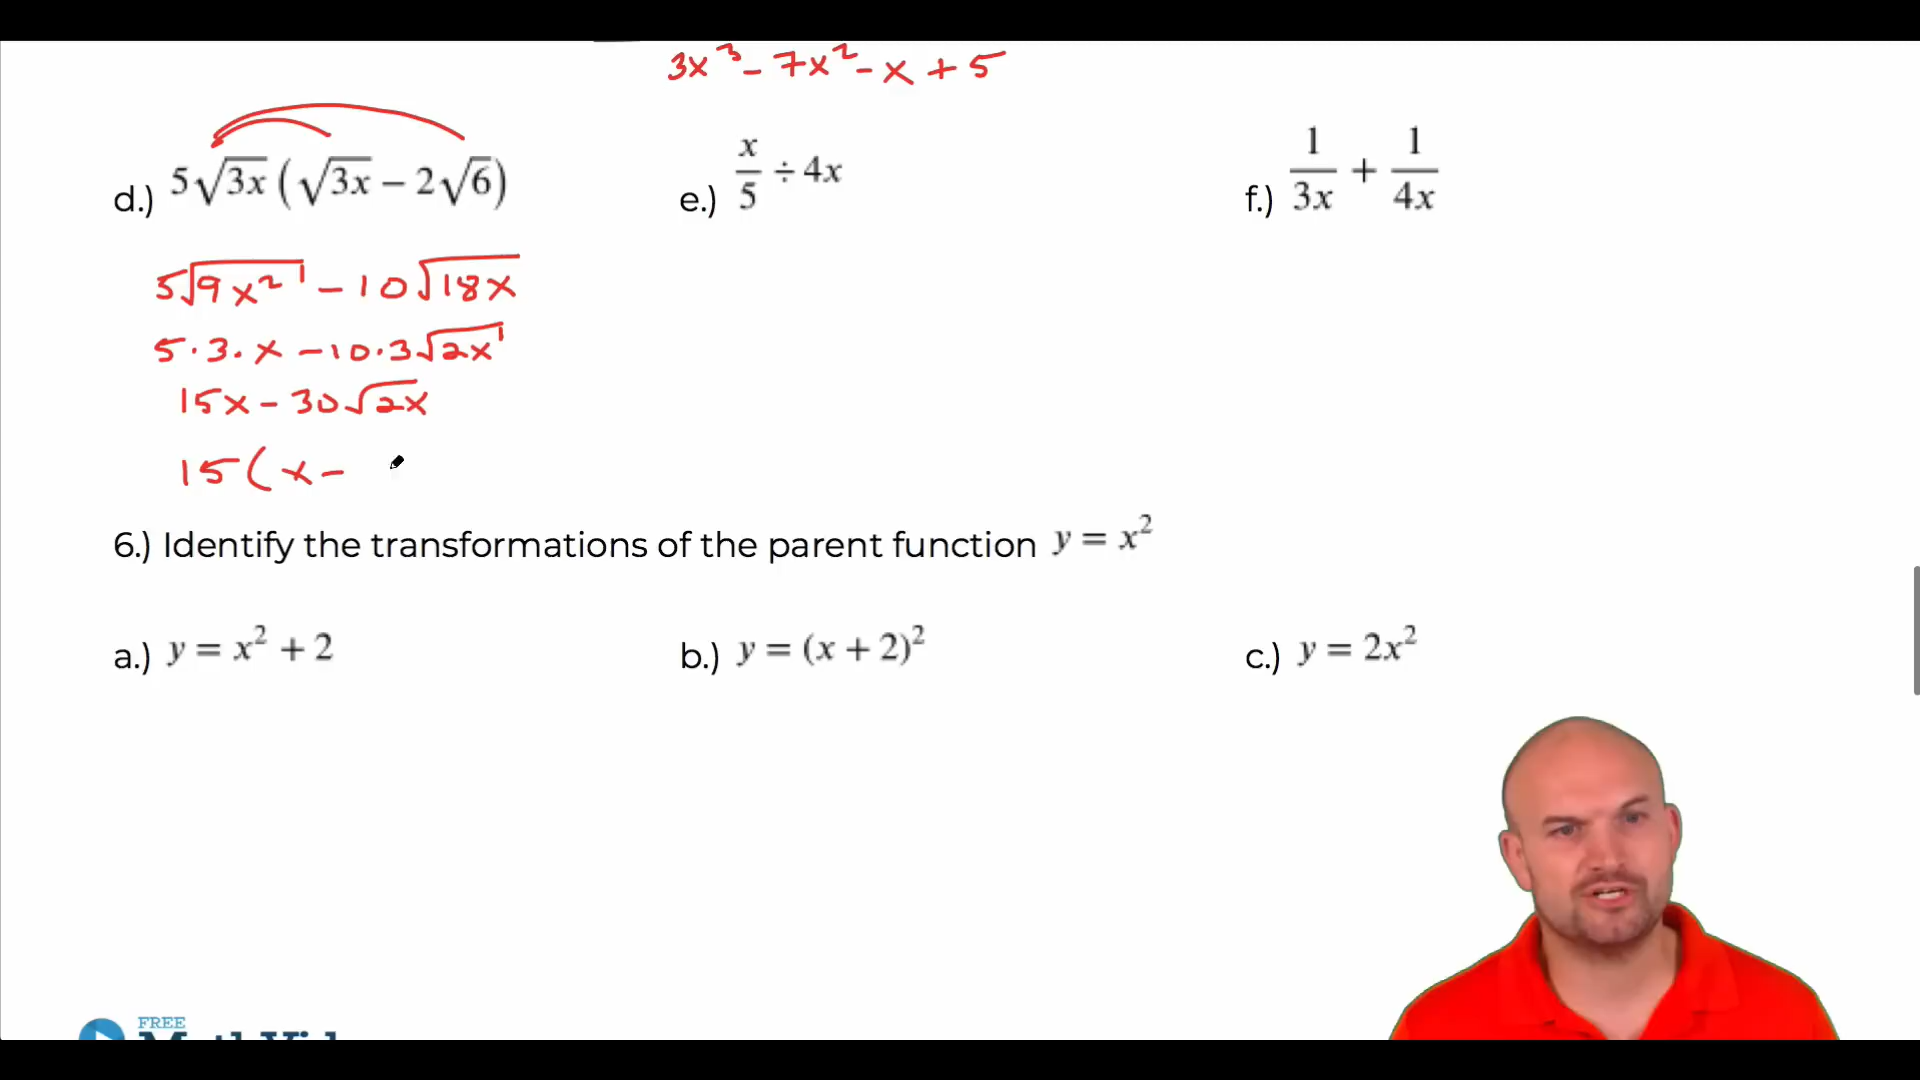 3x³ - 7x² - x + 5
d.) 5√3x (√3x − 2√6)
e.) x/5 ÷ 4x
f.) 1/3x + 1/4x
5√9x² - 10√18x
5·3·x - 10·3√2x
15x - 30√2x
15(x -
6.) Identify the transformations of the parent function y = x²
a.) y = x² + 2
b.) y = (x + 2)²
c.) y = 2x²
FREE